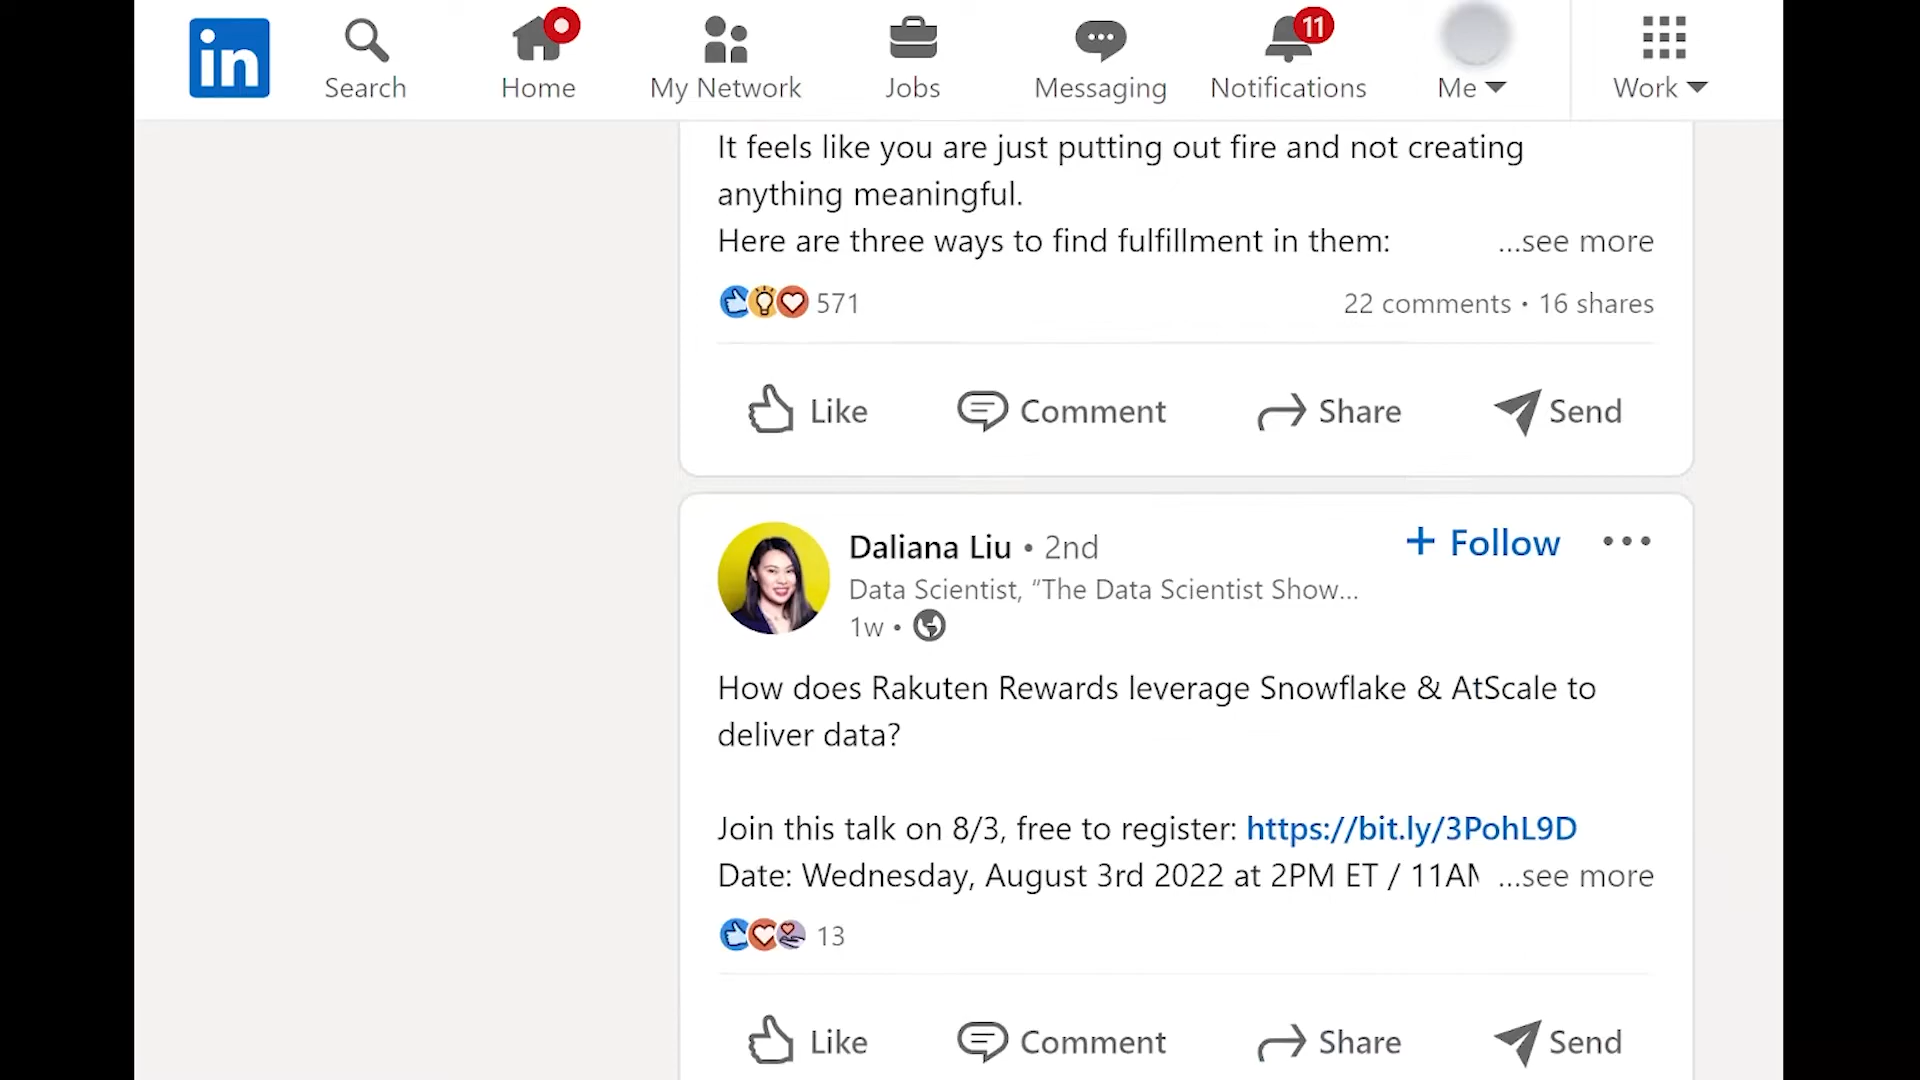 in
Search
Home
My Network
Jobs
Messaging
11
Notifications
Me
Work
It feels like you are just putting out fire and not creating
anything meaningful.
Here are three ways to find fulfillment in them: ...see more
571
22 comments • 16 shares
Like
Comment
Share
Send
Daliana Liu • 2nd
+ Follow
Data Scientist, “The Data Scientist Show...
1w •
How does Rakuten Rewards leverage Snowflake & AtScale to
deliver data?
Join this talk on 8/3, free to register: https://bit.ly/3PohL9D
Date: Wednesday, August 3rd 2022 at 2PM ET / 11AM ...see more
13
Like
Comment
Share
Send